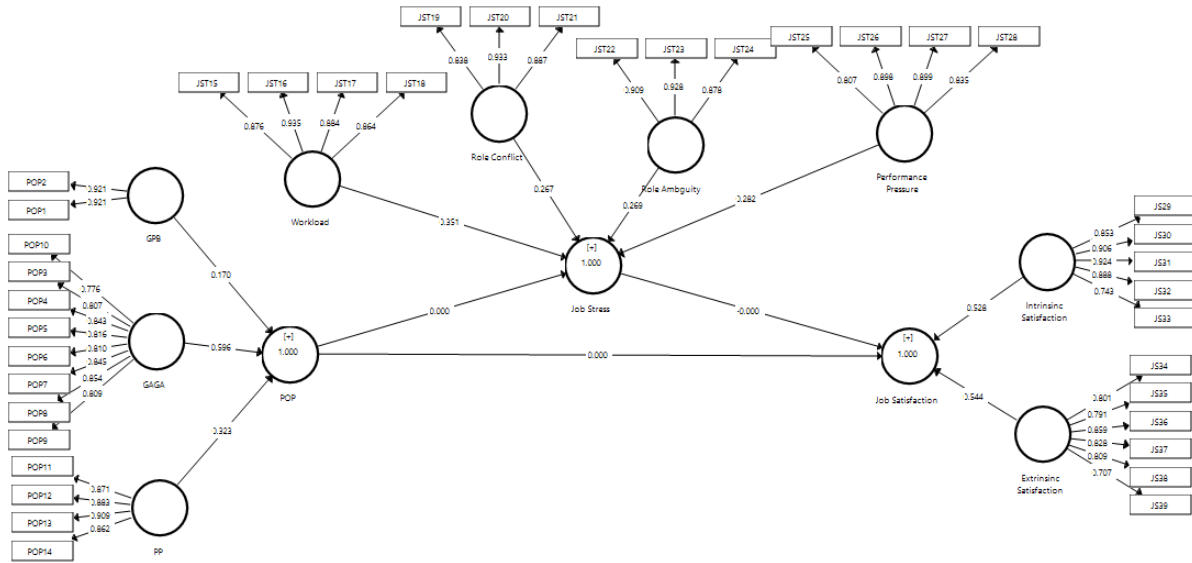 JST19
JST20
JST21
JST25
JST26
JST27
JST28
JST22
JST23
JST24
0.838
0.933
0.887
0.807
0.898
0.899
0.835
JST15
JST16
JST17
JST18
0.909
0.928
0.878
0.876
0.935
0.884
0.864
Role Conflict
Role Ambguity
Performance
Pressure
Workload
POP2
POP1
0.921
0.921
GPB
0.267
0.269
0.282
0.351
JS29
JS30
JS31
JS32
JS33
0.853
0.906
0.924
0.888
0.743
Intrinsinc
Satisfaction
POP10
POP3
POP4
POP5
POP6
POP7
POP8
POP9
0.776
0.807
0.843
0.816
0.810
0.845
0.854
0.809
GAGA
0.170
0.596
0.323
[+]
1.000
POP
[+]
1.000
Job Stress
0.000
-0.000
0.000
0.528
[+]
1.000
Job Satisfaction
0.544
JS34
JS35
JS36
JS37
JS38
JS39
0.801
0.791
0.859
0.828
0.809
0.707
Extrinsinc
Satisfaction
POP11
POP12
POP13
POP14
0.871
0.883
0.909
0.862
PP